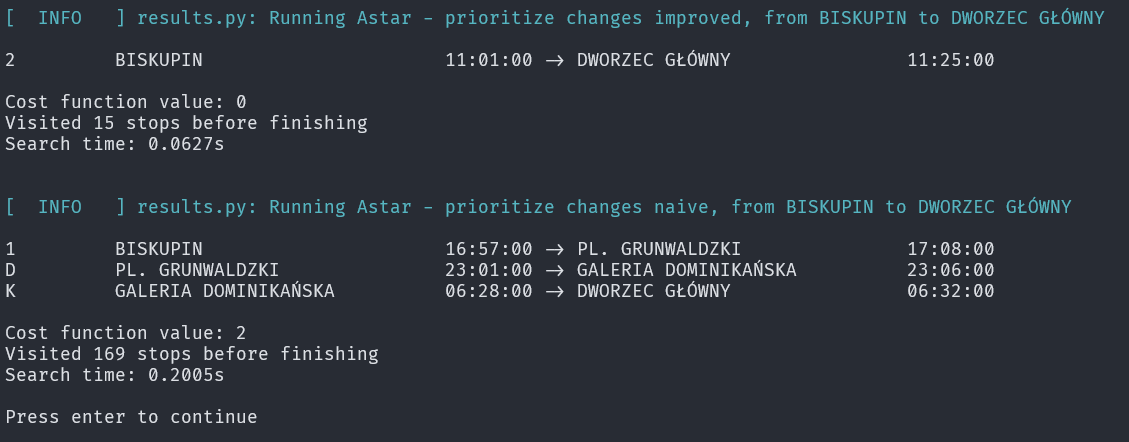 [  INFO   ] results.py: Running Astar - prioritize changes improved, from BISKUPIN to DWORZEC GŁÓWNY
2         BISKUPIN                      11:01:00 -> DWORZEC GŁÓWNY                11:25:00
Cost function value: 0
Visited 15 stops before finishing
Search time: 0.0627s
[  INFO   ] results.py: Running Astar - prioritize changes naive, from BISKUPIN to DWORZEC GŁÓWNY
1         BISKUPIN                      16:57:00 -> PL. GRUNWALDZKI               17:08:00
D         PL. GRUNWALDZKI               23:01:00 -> GALERIA DOMINIKAŃSKA          23:06:00
K         GALERIA DOMINIKAŃSKA          06:28:00 -> DWORZEC GŁÓWNY                06:32:00
Cost function value: 2
Visited 169 stops before finishing
Search time: 0.2005s
Press enter to continue